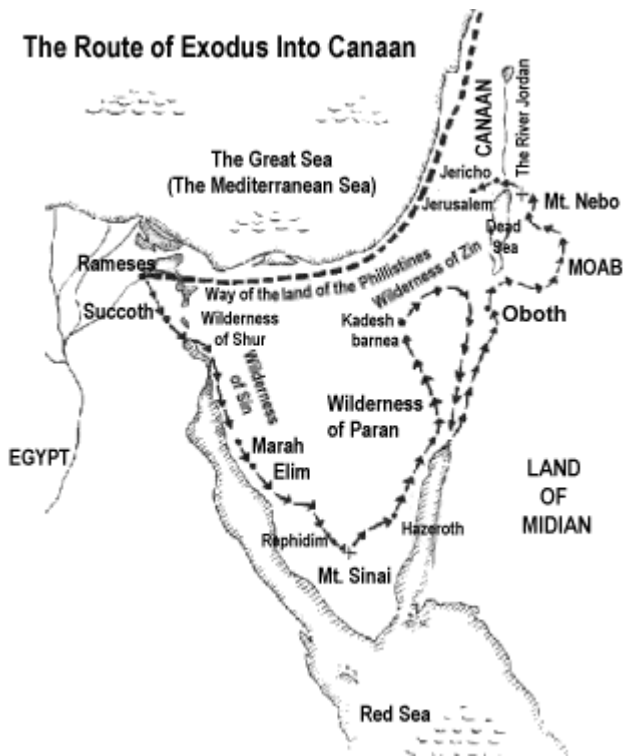 The Route of Exodus Into Canaan
The Great Sea
(The Mediterranean Sea)
CANAAN
The River Jordan
Jericho
Jerusalem
Mt. Nebo
Dead
Sea
MOAB
Rameses
Way of the land of the Phillistines
Wilderness of Zin
Succoth
Wilderness
of Shur
Kadesh
barnea
Oboth
Wilderness
of Sin
Wilderness
of Paran
Marah
Elim
EGYPT
LAND
OF
MIDIAN
Rephidim
Hazeroth
Mt. Sinai
Red Sea